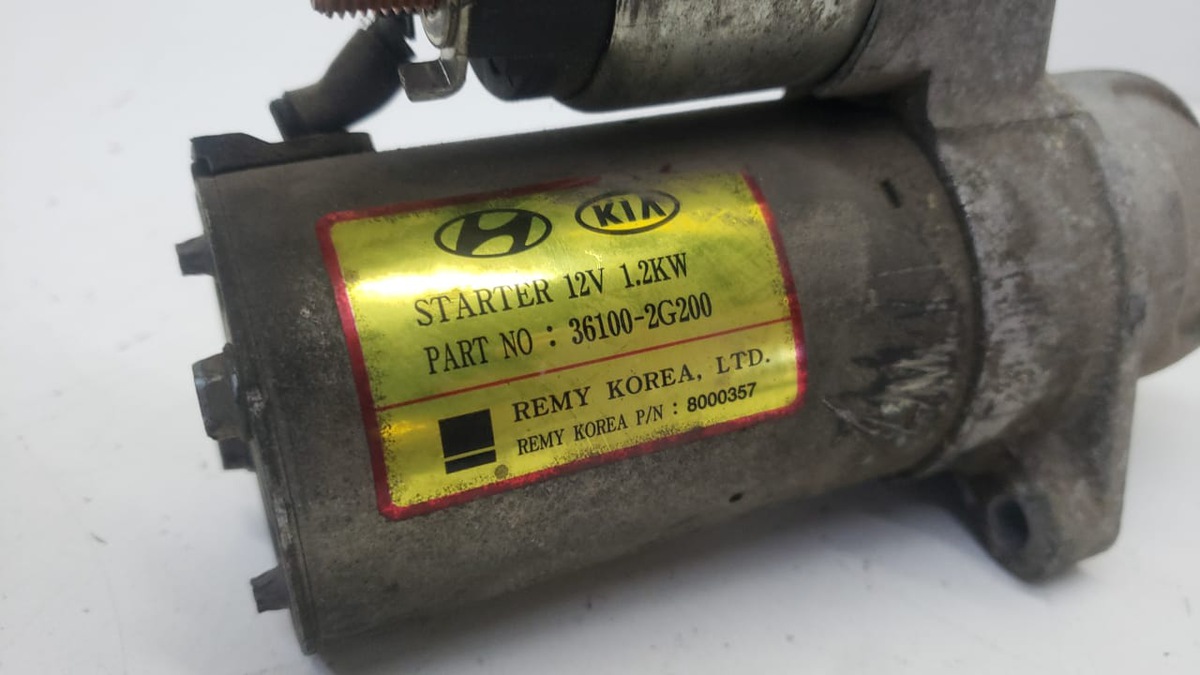 KIA
STARTER 12V 1.2KW
PART NO : 36100-2G200
REMY KOREA, LTD.
REMY KOREA P/N : 8000357